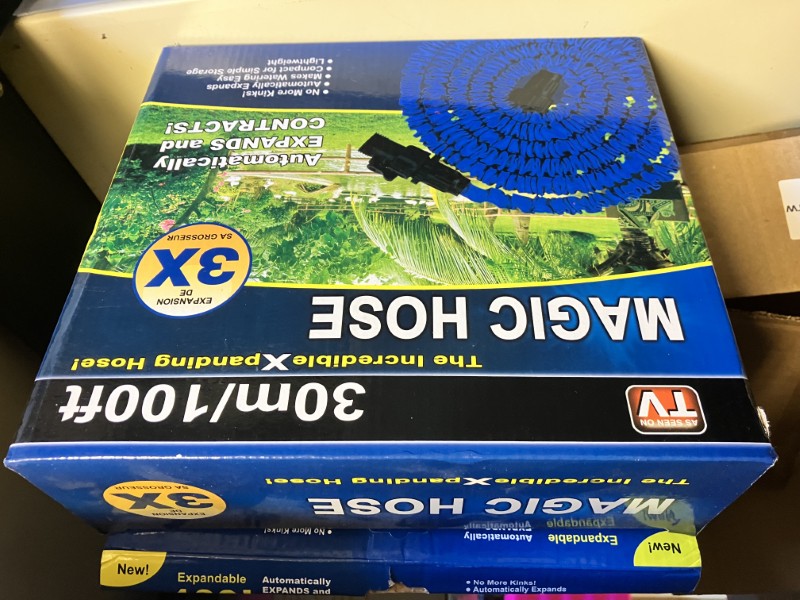 AS SEEN ON
TV
30m/100ft
The Incredible Xpanding Hose!
MAGIC HOSE
EXPANSION
DE
3X
SA GROSSEUR
Automatically
EXPANDS and
CONTRACTS!
• No More Kinks!
• Automatically Expands
• Makes Watering Easy
• Compact for Simple Storage
• Lightweight
MAGIC HOSE
The Incredible Xpanding Hose!
EXPANSION
DE
3X
SA GROSSEUR
New!
Expandable
Automatically
• No More Kinks!
New!
Expandable
Automatically
EXPANDS and
• No More Kinks!
• Automatically Expands